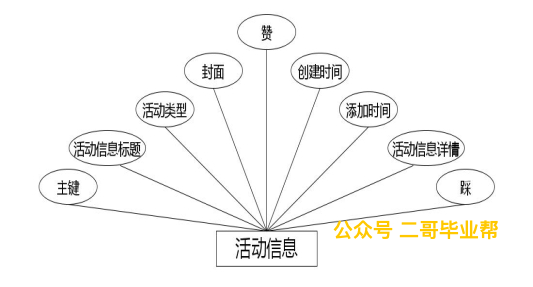 赞
封面
创建时间
活动类型
添加时间
活动信息标题
活动信息详情
主键
踩
公众号 二哥毕业帮
活动信息